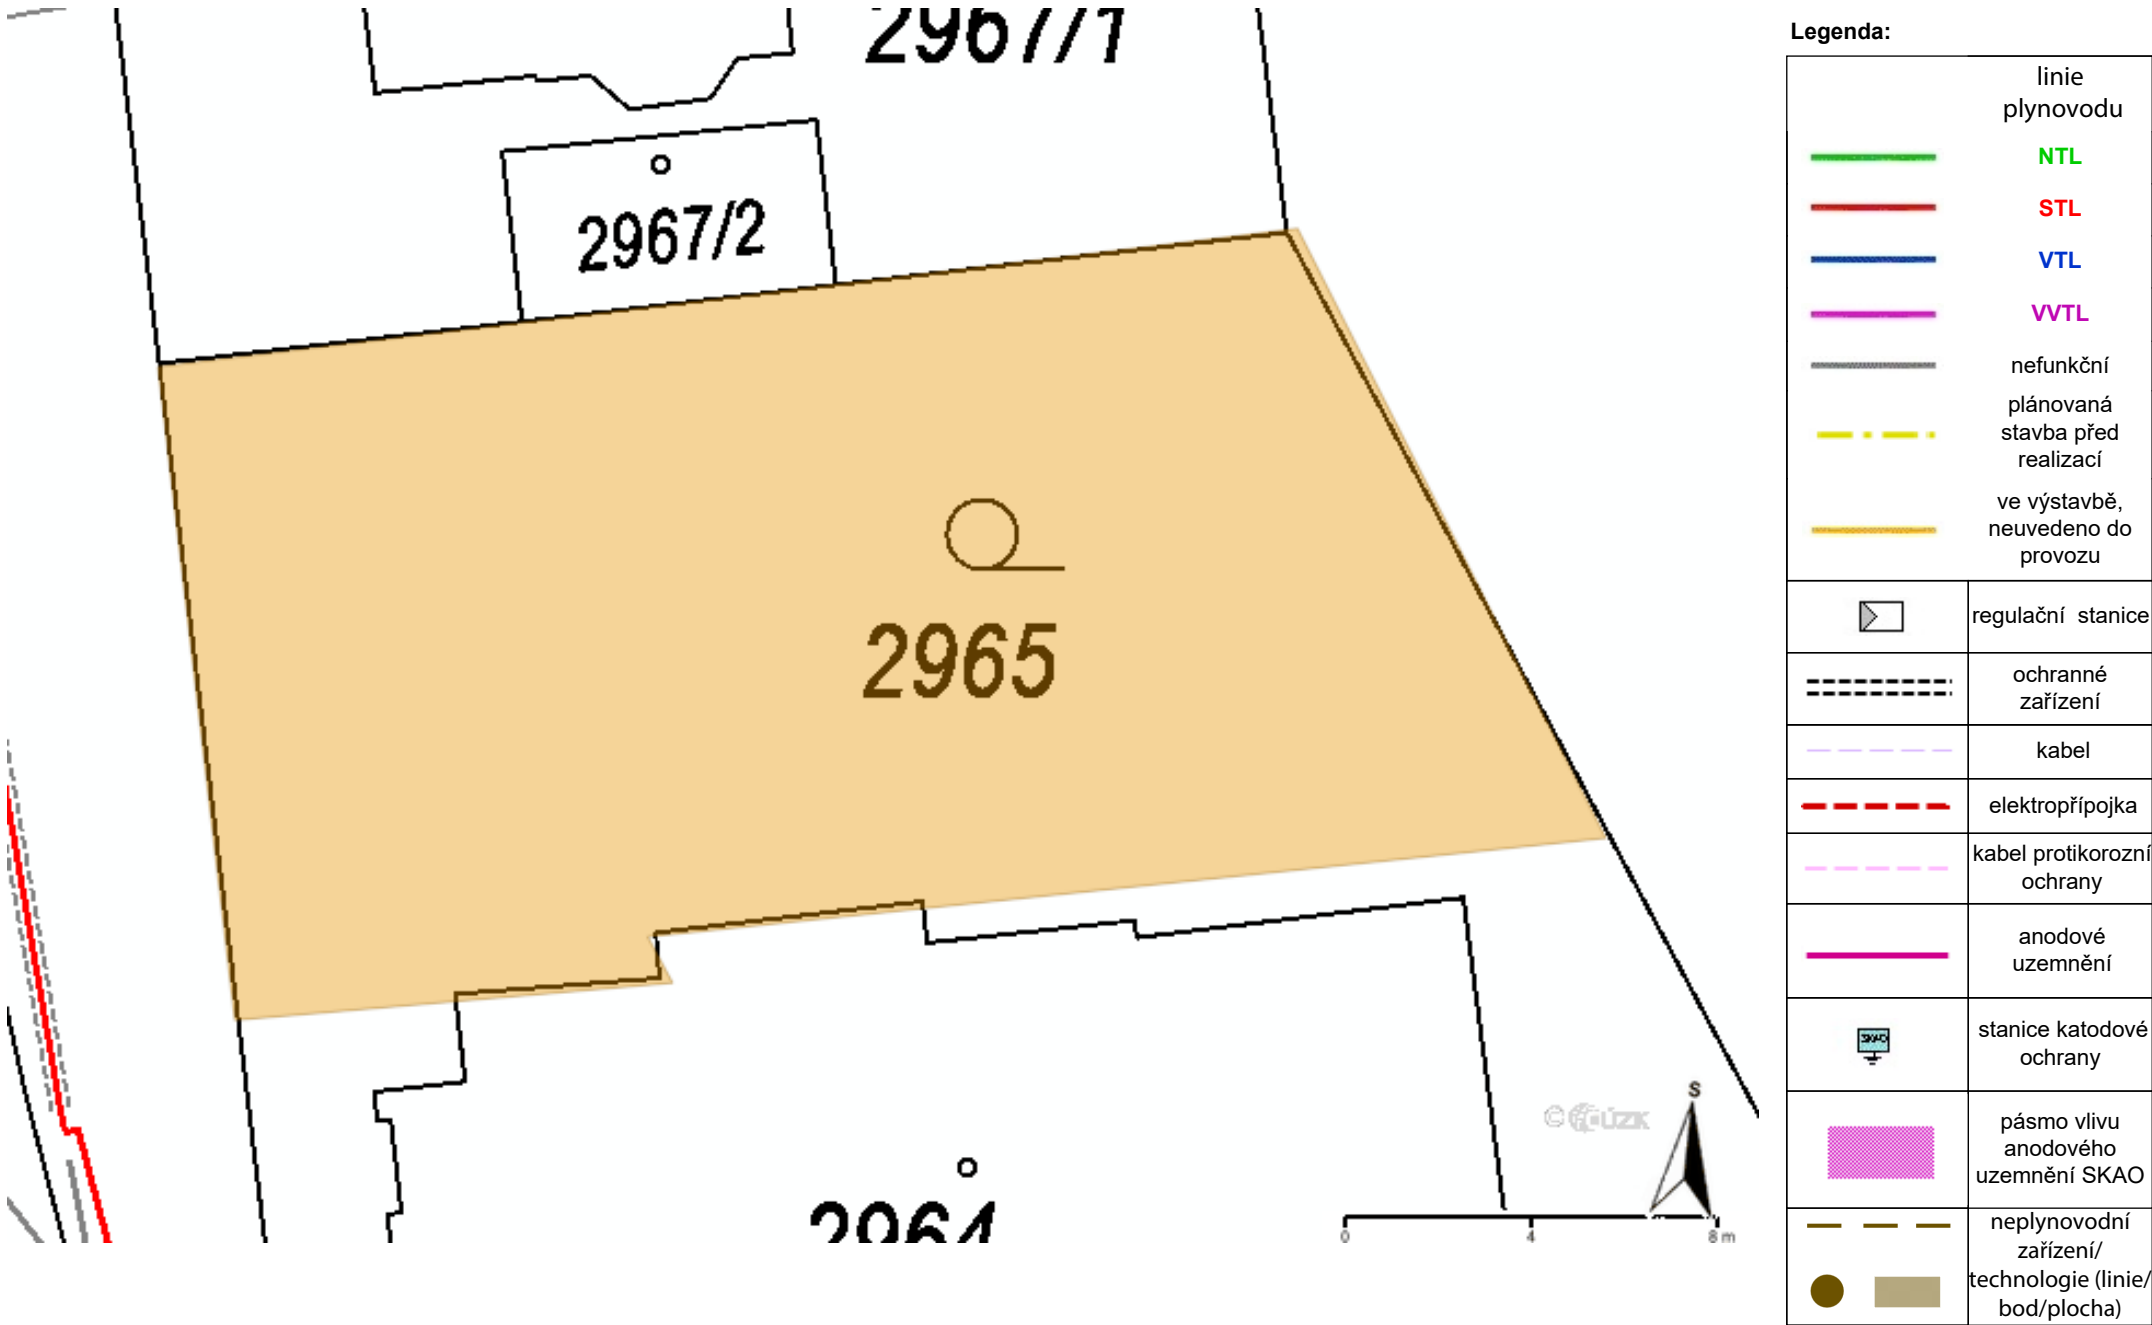 2967/1
2967/2
2965
2964
© ČÚZK
S
0 4 8 m
Legenda:
linie
plynovodu
NTL
STL
VTL
VVTL
nefunkční
plánovaná
stavba před
realizací
ve výstavbě,
neuvedeno do
provozu
regulační stanice
ochranné
zařízení
kabel
elektropřípojka
kabel protikorozní
ochrany
anodové
uzemnění
SKAO
stanice katodové
ochrany
pásmo vlivu
anodového
uzemnění SKAO
neplynovodní
zařízení/
technologie (linie/
bod/plocha)